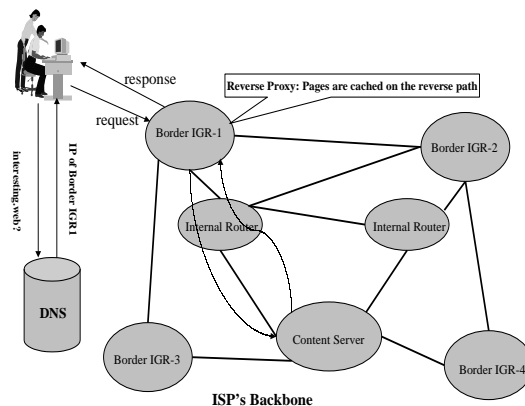 response
Reverse Proxy: Pages are cached on the reverse path
request
Border IGR-1
Border IGR-2
interesting.web?
IP of Border IGR1
Internal Router
Internal Router
DNS
Content Server
Border IGR-3
Border IGR-4
ISP's Backbone